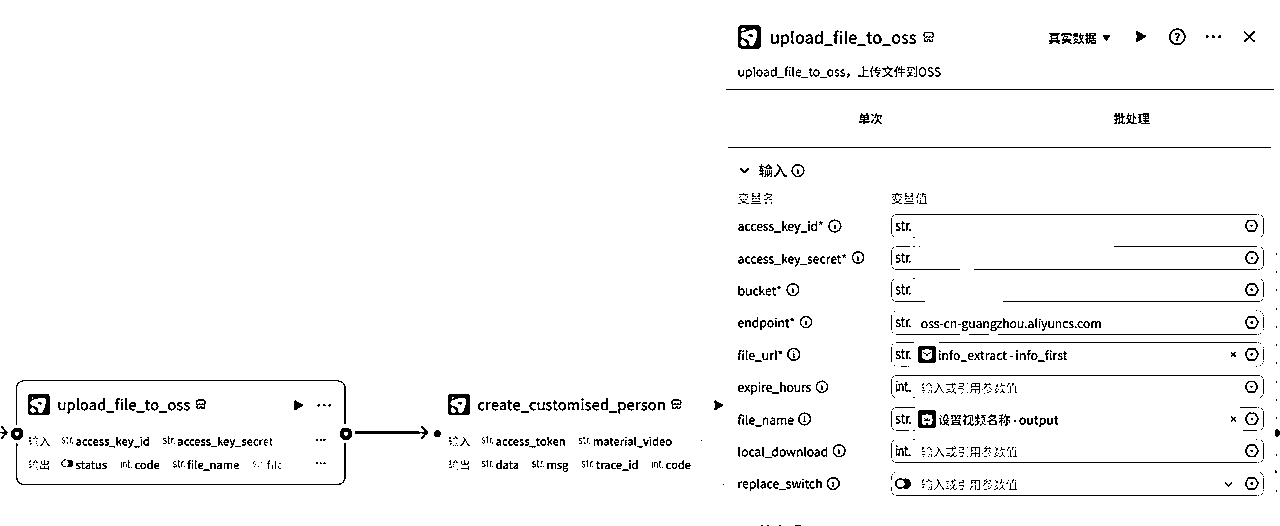 upload_file_to_oss
真实数据
upload_file_to_oss，上传文件到OSS
单次
批处理
输入
变量名 变量值
access_key_id* str.
access_key_secret* str.
bucket* str.
endpoint* str. oss-cn-guangzhou.aliyuncs.com
file_url* str. info_extract - info_first
expire_hours int. 输入或引用参数值
file_name str. 设置视频名称 - output
local_download int. 输入或引用参数值
replace_switch 输入或引用参数值
upload_file_to_oss
输入 str. access_key_id str. access_key_secret
输出 status int. code str. file_name str. file
create_customised_person
输入 str. access_token str. material_video
输出 str. data str. msg str. trace_id int. code